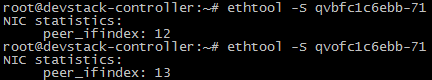 root@devstack-controller:~# ethtool -S qvbfc1c6ebb-71
NIC statistics:
     peer_ifindex: 12
root@devstack-controller:~# ethtool -S qvofc1c6ebb-71
NIC statistics:
     peer_ifindex: 13